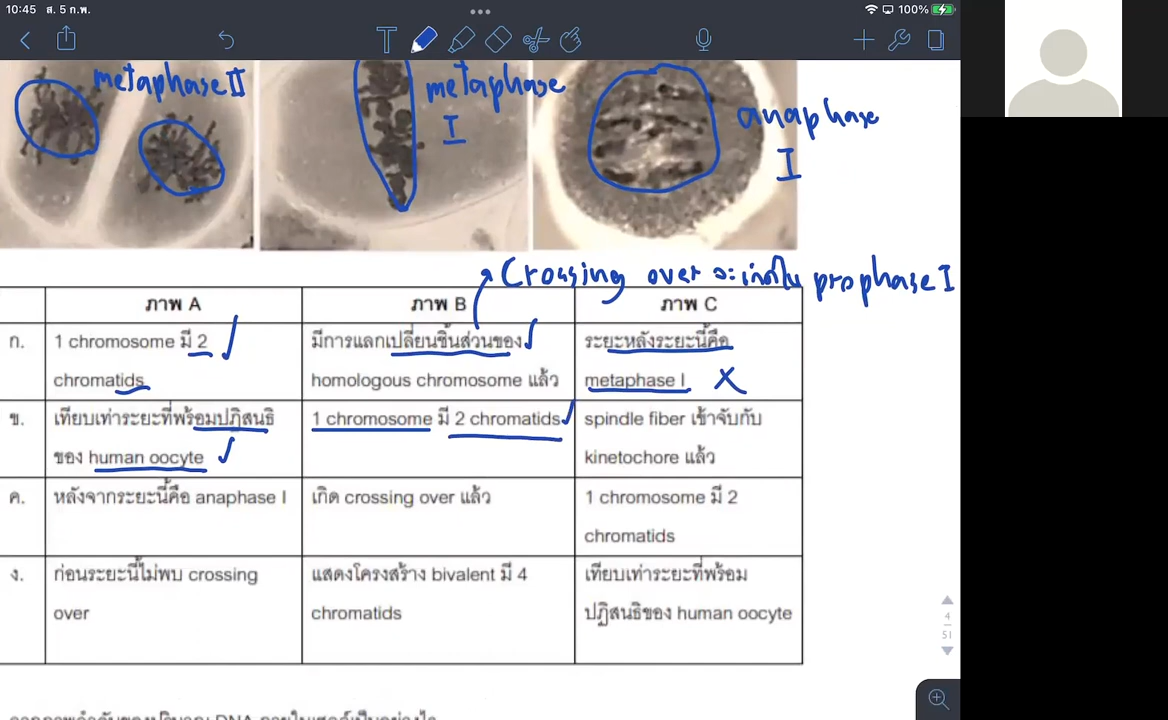 10:45 ส. 5 ก.พ.
100%
metaphase II
metaphase
I
anaphase
I
Crossing over จะเกิดใน prophase I
ภาพ A ภาพ B ภาพ C
ก. 1 chromosome มี 2 มีการแลกเปลี่ยนชิ้นส่วนของ ระยะหลังระยะนี้คือ
chromatids homologous chromosome แล้ว metaphase I
ข. เทียบเท่าระยะที่พร้อมปฏิสนธิ 1 chromosome มี 2 chromatids spindle fiber เข้าจับกับ
ของ human oocyte kinetochore แล้ว
ค. หลังจากระยะนี้คือ anaphase I เกิด crossing over แล้ว 1 chromosome มี 2
chromatids
ง. ก่อนระยะนี้ไม่พบ crossing แสดงโครงสร้าง bivalent มี 4 เทียบเท่าระยะที่พร้อม
over chromatids ปฏิสนธิของ human oocyte
4
51